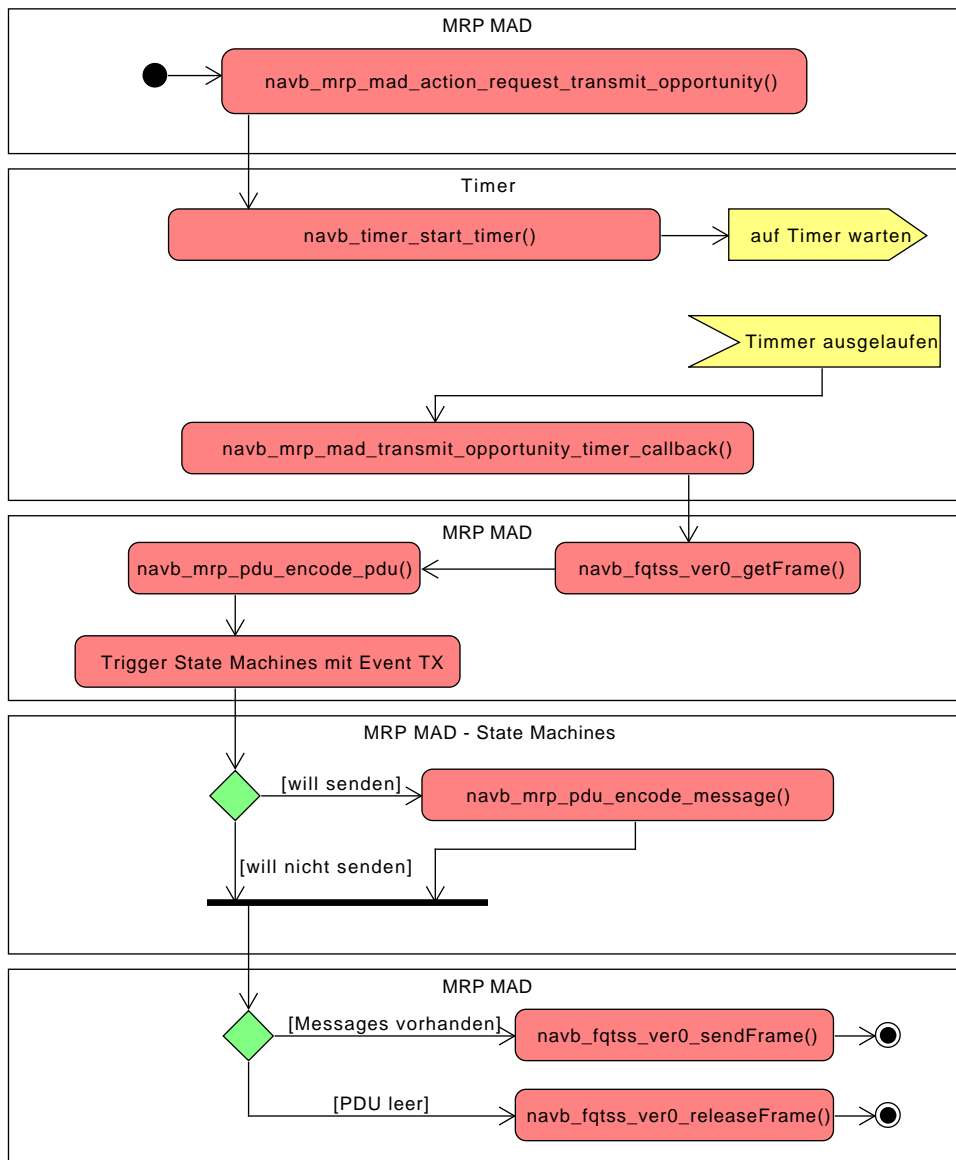 MRP MAD
navb_mrp_mad_action_request_transmit_opportunity()
Timer
navb_timer_start_timer()
auf Timer warten
Timmer ausgelaufen
navb_mrp_mad_transmit_opportunity_timer_callback()
MRP MAD
navb_mrp_pdu_encode_pdu()
navb_fqtss_ver0_getFrame()
Trigger State Machines mit Event TX
MRP MAD - State Machines
[will senden]
navb_mrp_pdu_encode_message()
[will nicht senden]
MRP MAD
[Messages vorhanden]
navb_fqtss_ver0_sendFrame()
[PDU leer]
navb_fqtss_ver0_releaseFrame()